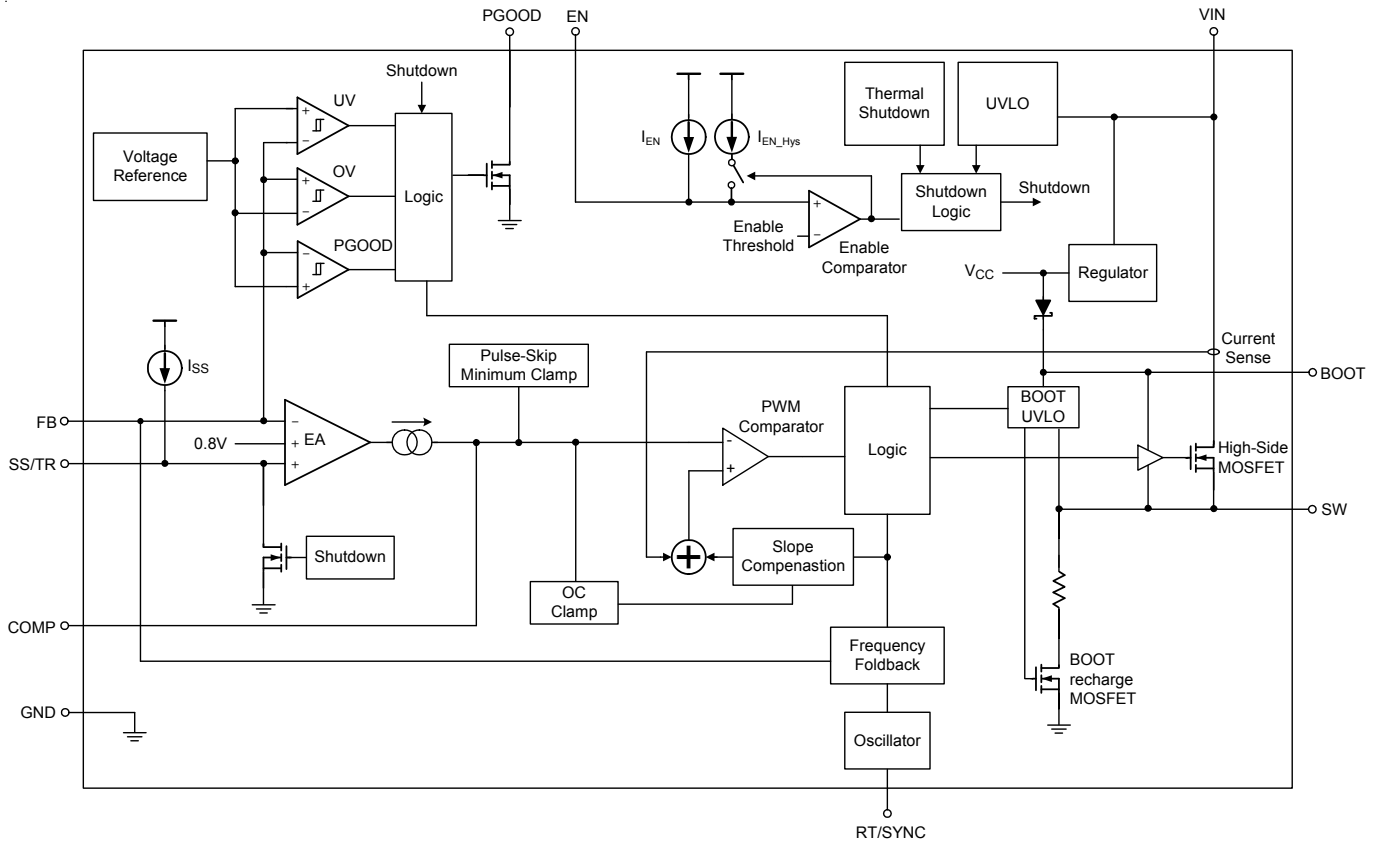 PGOOD
EN
VIN
Shutdown
UV
Voltage
Reference
OV
Logic
PGOOD
IEN
IEN_Hys
Thermal
Shutdown
UVLO
+
−
+
−
−
+
Shutdown
Logic
Shutdown
Enable
Threshold
+
−
Enable
Comparator
VCC
Regulator
ISS
Pulse-Skip
Minimum Clamp
Current
Sense
BOOT
BOOT
UVLO
FB
0.8V
SS/TR
−
+
+
EA
PWM
Comparator
-
+
Logic
High-Side
MOSFET
SW
Shutdown
+
Slope
Compenastion
OC
Clamp
COMP
Frequency
Foldback
BOOT
recharge
MOSFET
GND
Oscillator
RT/SYNC